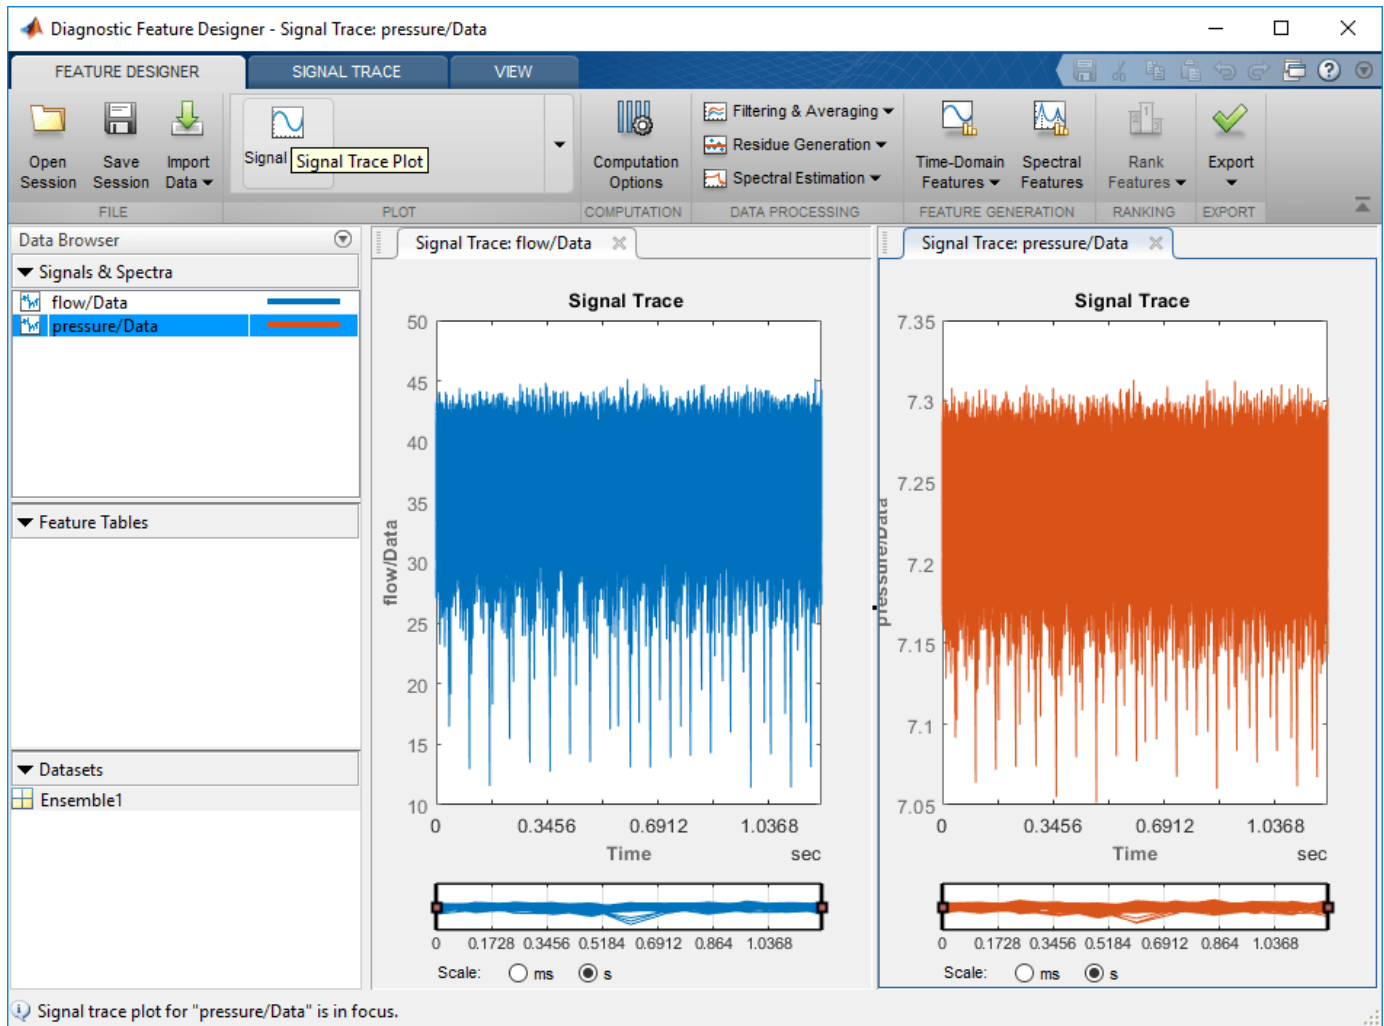 Diagnostic Feature Designer - Signal Trace: pressure/Data
FEATURE DESIGNER
SIGNAL TRACE
VIEW
Open
Session
Save
Session
Import
Data
Signal
Signal Trace Plot
Computation
Options
Filtering & Averaging
Residue Generation
Spectral Estimation
Time-Domain
Features
Spectral
Features
Rank
Features
Export
FILE
PLOT
COMPUTATION
DATA PROCESSING
FEATURE GENERATION
RANKING
EXPORT
Data Browser
Signals & Spectra
flow/Data
pressure/Data
Feature Tables
Datasets
Ensemble1
Signal Trace: flow/Data
Signal Trace
50
45
40
35
30
25
20
15
10
flow/Data
0 0.3456 0.6912 1.0368
Time sec
0 0.1728 0.3456 0.5184 0.6912 0.864 1.0368
Scale: ms s
Signal Trace: pressure/Data
Signal Trace
7.35
7.3
7.25
7.2
7.15
7.1
7.05
pressure/Data
0 0.3456 0.6912 1.0368
Time sec
0 0.1728 0.3456 0.5184 0.6912 0.864 1.0368
Scale: ms s
Signal trace plot for "pressure/Data" is in focus.